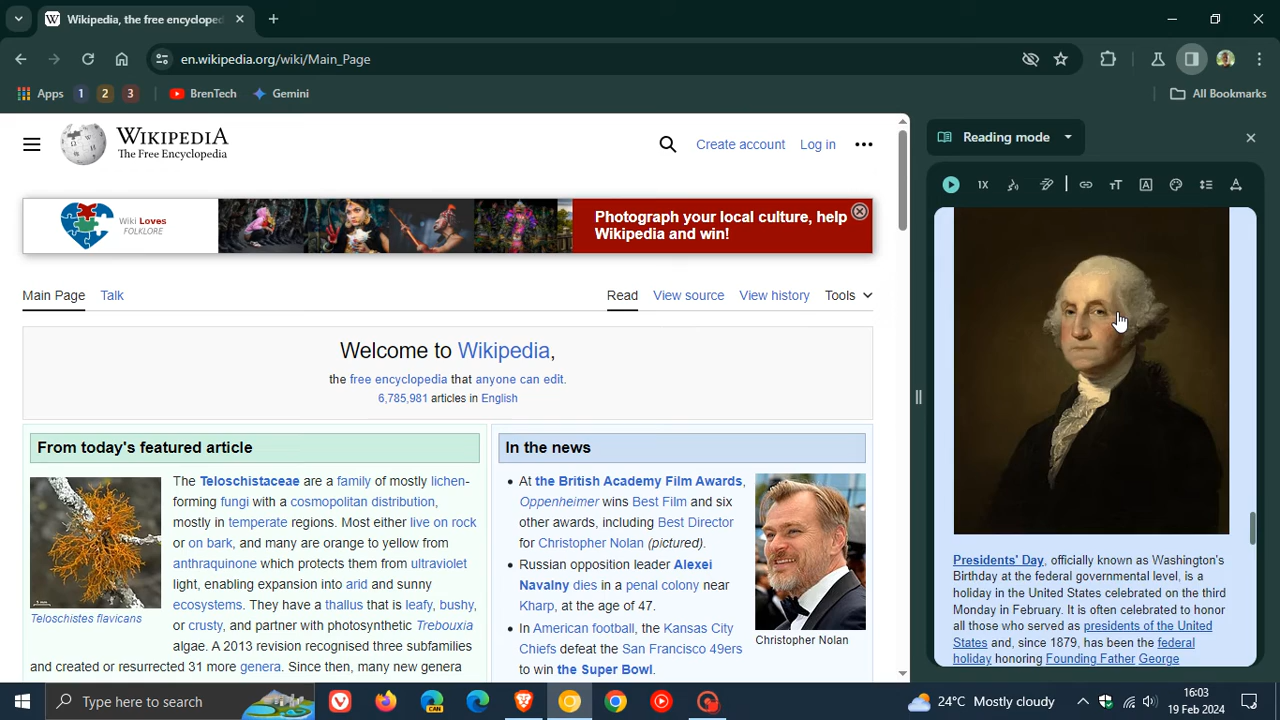 Wikipedia, the free encycloped
en.wikipedia.org/wiki/Main_Page
Apps 1 2 3 BrenTech Gemini
All Bookmarks
WIKIPEDIA
The Free Encyclopedia
Create account Log in
Wiki Loves
FOLKLORE
Photograph your local culture, help
Wikipedia and win!
Main Page Talk
Read View source View history Tools
Welcome to Wikipedia,
the free encyclopedia that anyone can edit.
6,785,981 articles in English
From today's featured article
The Teloschistaceae are a family of mostly lichen-
forming fungi with a cosmopolitan distribution,
mostly in temperate regions. Most either live on rock
or on bark, and many are orange to yellow from
anthraquinone which protects them from ultraviolet
light, enabling expansion into arid and sunny
ecosystems. They have a thallus that is leafy, bushy,
or crusty, and partner with photosynthetic Trebouxia
algae. A 2013 revision recognised three subfamilies
and created or resurrected 31 more genera. Since then, many new genera
Teloschistes flavicans
In the news
At the British Academy Film Awards,
Oppenheimer wins Best Film and six
other awards, including Best Director
for Christopher Nolan (pictured).
Russian opposition leader Alexei
Navalny dies in a penal colony near
Kharp, at the age of 47.
In American football, the Kansas City
Chiefs defeat the San Francisco 49ers
to win the Super Bowl.
Christopher Nolan
Reading mode
1X
Presidents' Day, officially known as Washington's
Birthday at the federal governmental level, is a
holiday in the United States celebrated on the third
Monday in February. It is often celebrated to honor
all those who served as presidents of the United
States and, since 1879, has been the federal
holiday honoring Founding Father George
Type here to search
CAN
24°C Mostly cloudy
16:03
19 Feb 2024